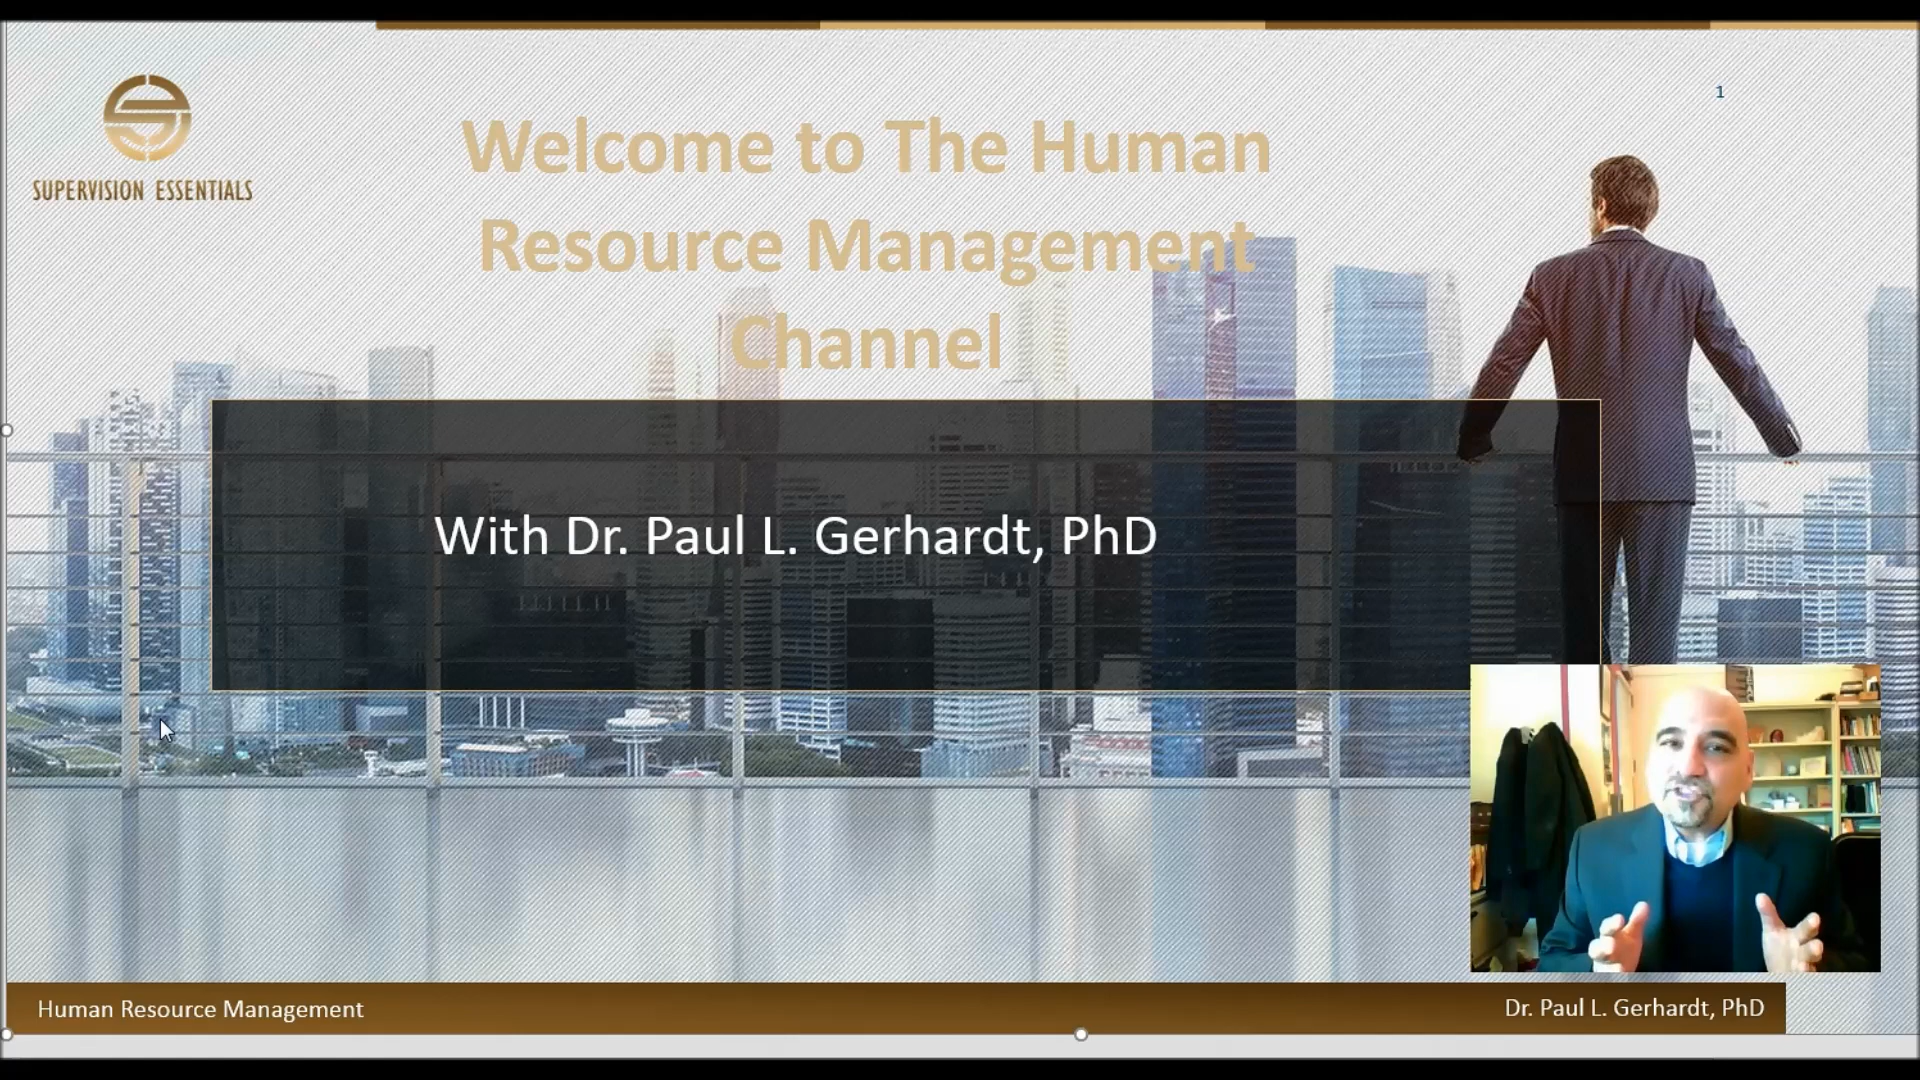 SUPERVISION ESSENTIALS
1
Welcome to The Human
Resource Management
Channel
With Dr. Paul L. Gerhardt, PhD
Human Resource Management
Dr. Paul L. Gerhardt, PhD